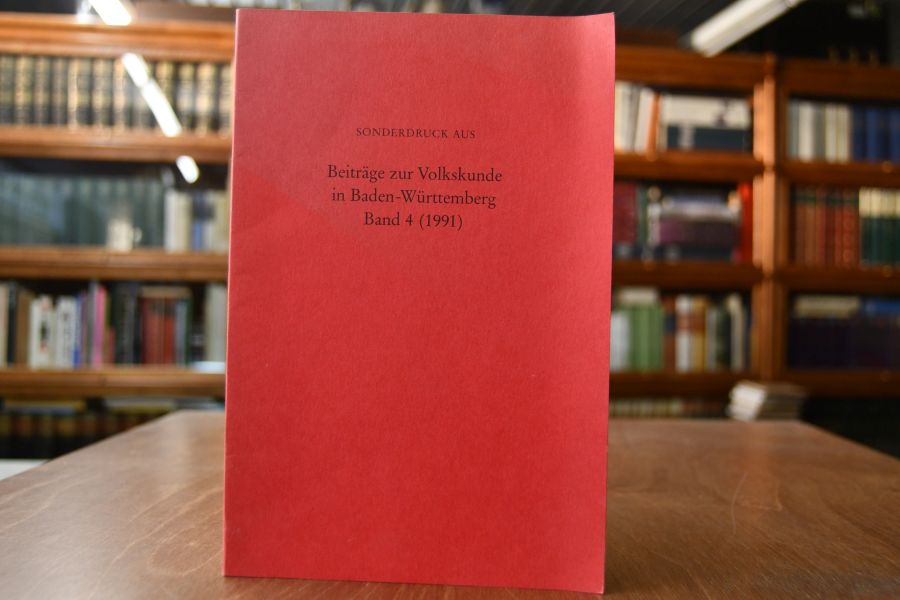 SONDERDRUCK AUS
Beiträge zur Volkskunde
in Baden-Württemberg
Band 4 (1991)